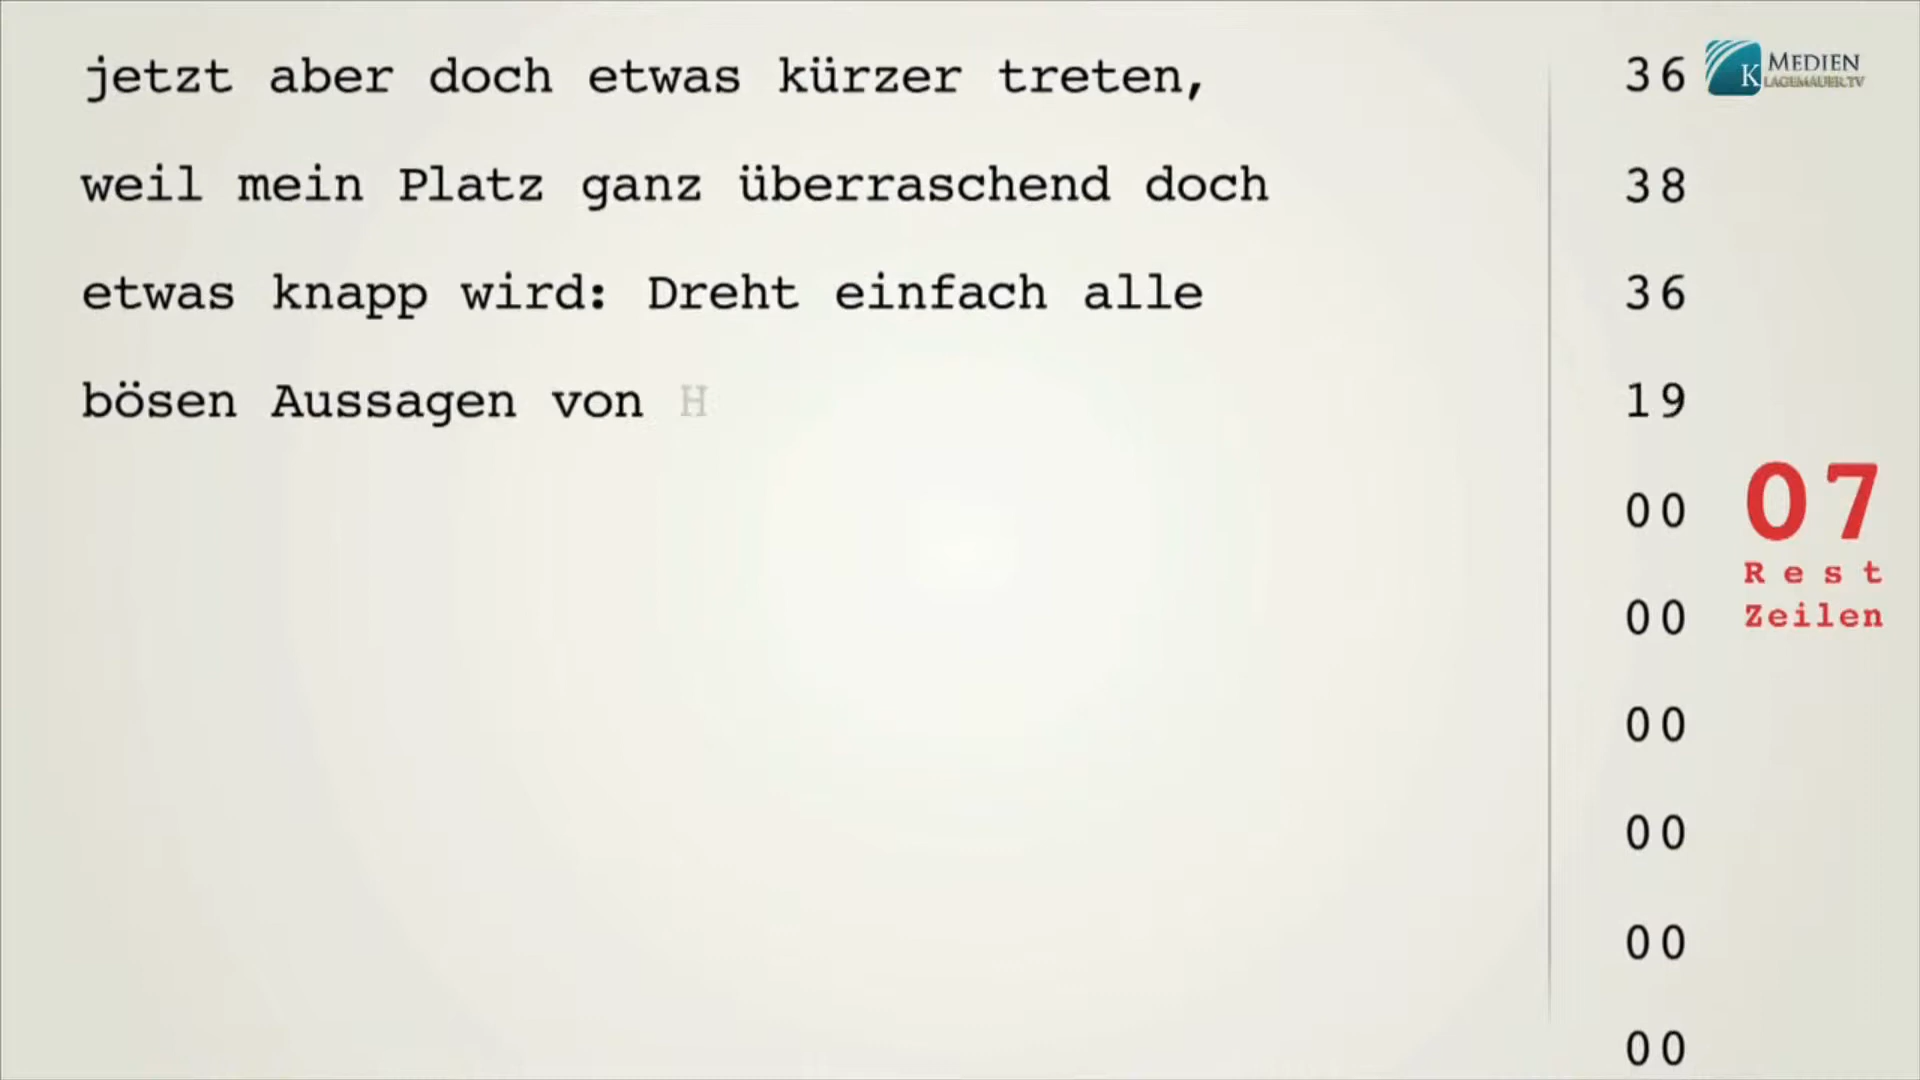 jetzt aber doch etwas kürzer treten, 36
weil mein Platz ganz überraschend doch 38
etwas knapp wird: Dreht einfach alle 36
bösen Aussagen von H 19
00
00
00
00
00
00
07
Rest
Zeilen
K MEDIEN
LAGEMAUER.TV